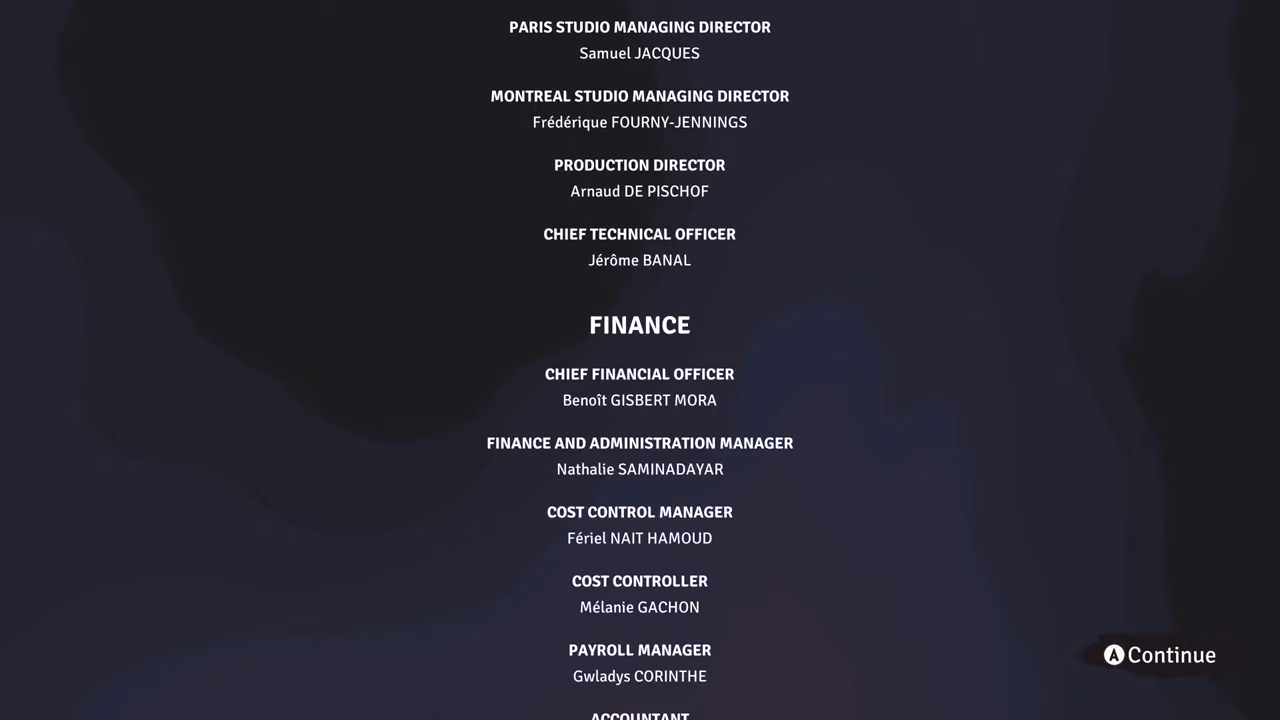 PARIS STUDIO MANAGING DIRECTOR
Samuel JACQUES
MONTREAL STUDIO MANAGING DIRECTOR
Frédérique FOURNY-JENNINGS
PRODUCTION DIRECTOR
Arnaud DE PISCHOF
CHIEF TECHNICAL OFFICER
Jérôme BANAL
FINANCE
CHIEF FINANCIAL OFFICER
Benoît GISBERT MORA
FINANCE AND ADMINISTRATION MANAGER
Nathalie SAMINADAYAR
COST CONTROL MANAGER
Fériel NAIT HAMOUD
COST CONTROLLER
Mélanie GACHON
PAYROLL MANAGER
Gwladys CORINTHE
ACCOUNTANT
A Continue